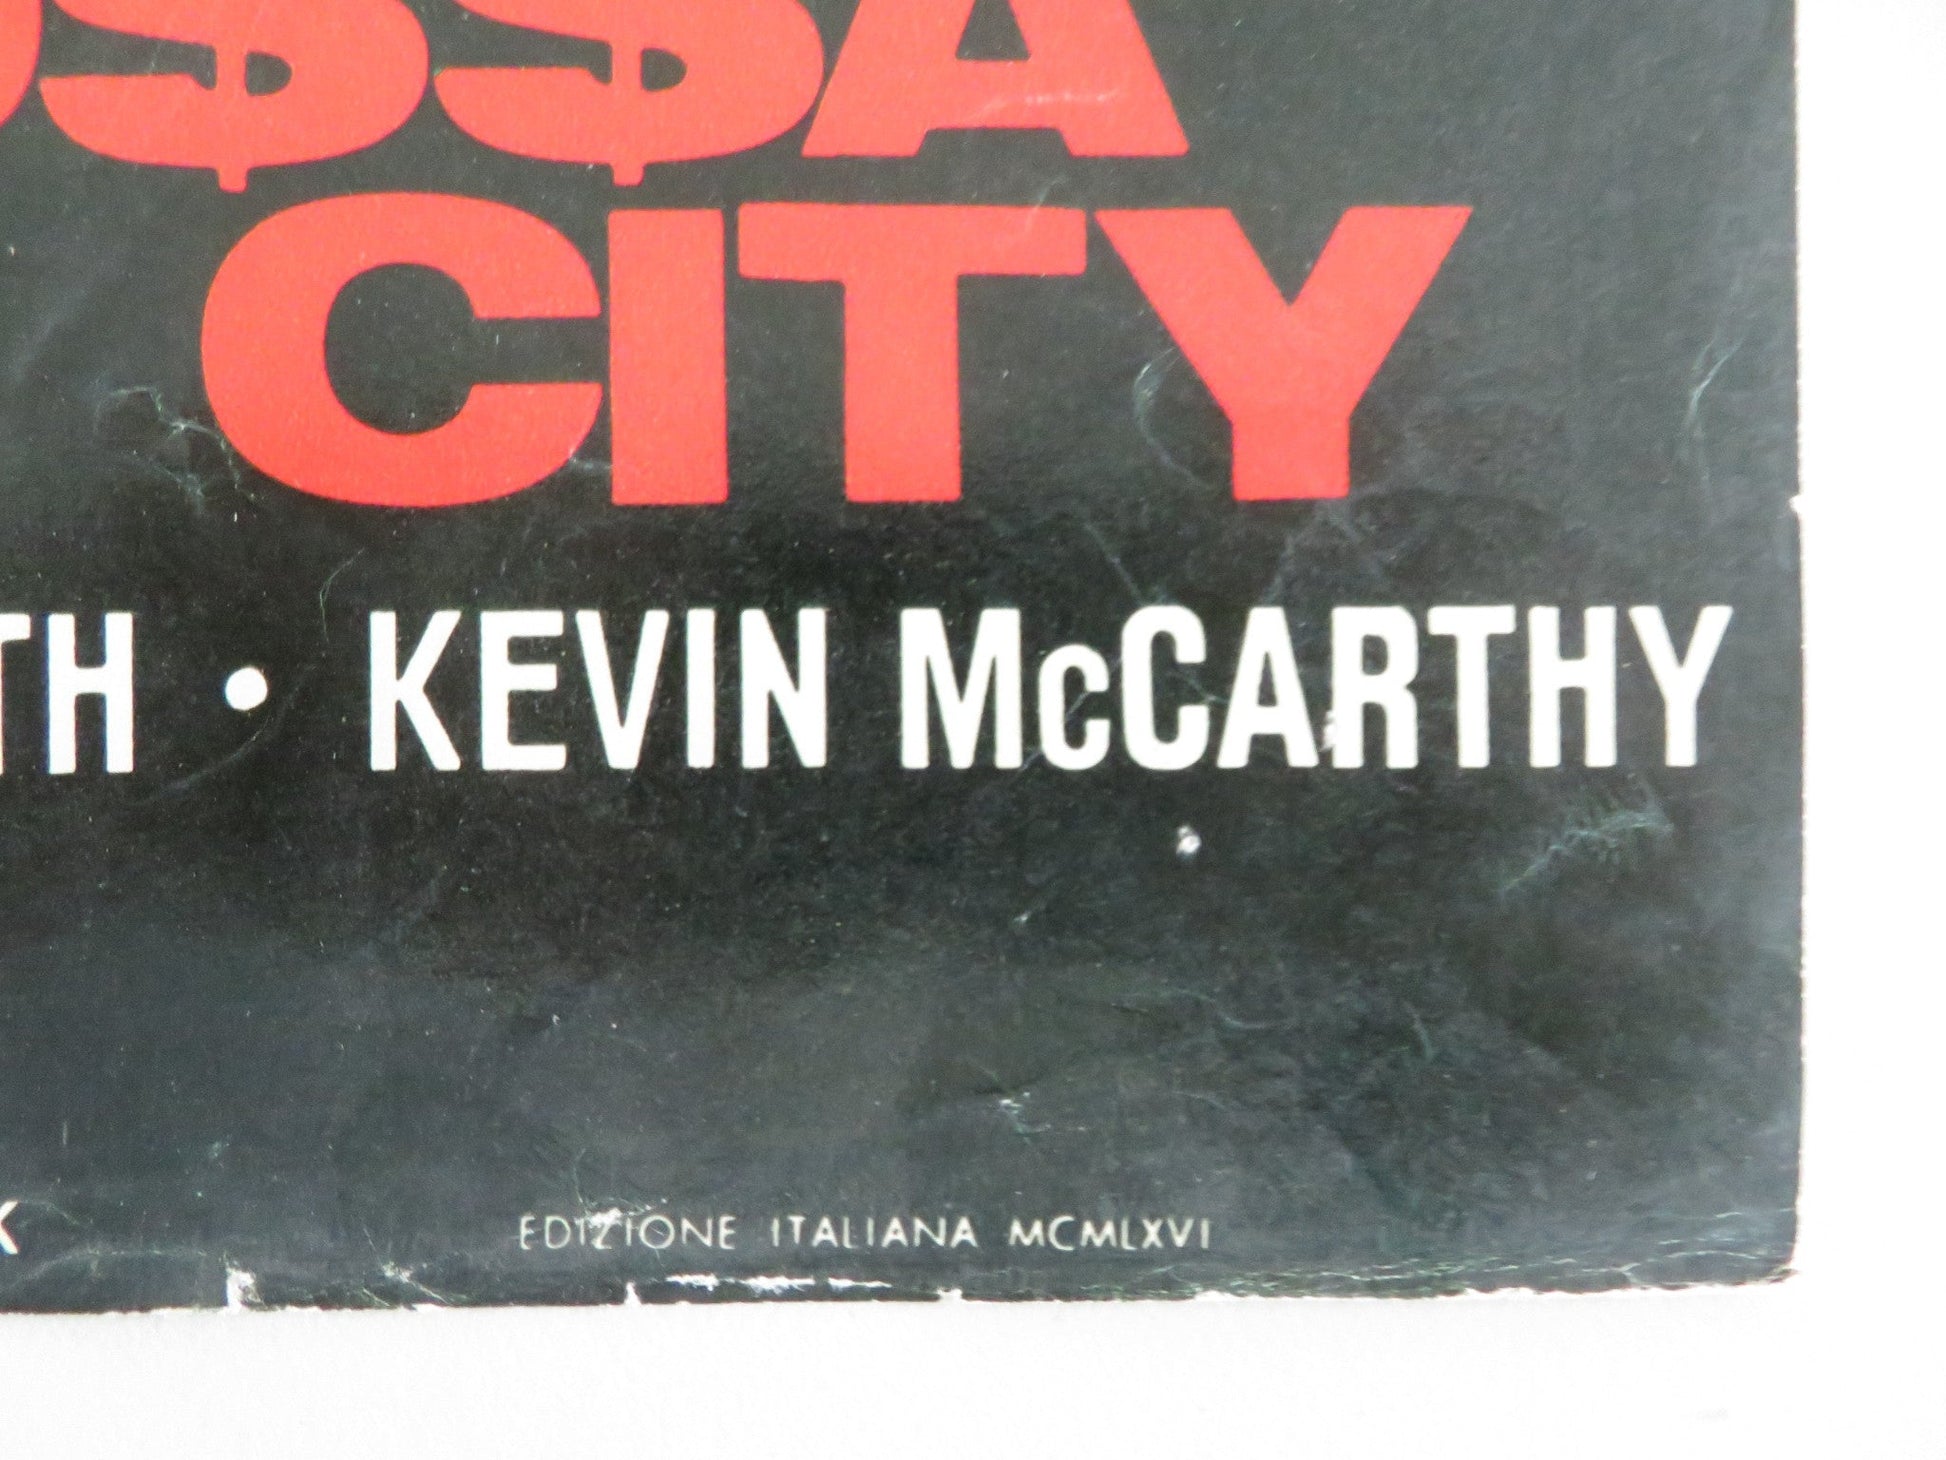 O$$A
CITY
TH · KEVIN McCARTHY
K EDIZIONE ITALIANA MCMLXVI